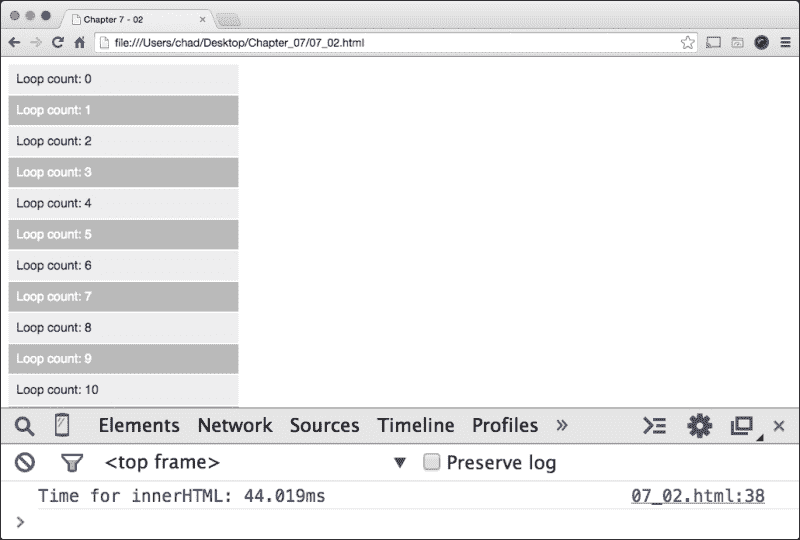 Chapter 7 - 02
file:///Users/chad/Desktop/Chapter_07/07_02.html
Loop count: 0
Loop count: 1
Loop count: 2
Loop count: 3
Loop count: 4
Loop count: 5
Loop count: 6
Loop count: 7
Loop count: 8
Loop count: 9
Loop count: 10
Elements Network Sources Timeline Profiles »
<top frame> ▼ Preserve log
Time for innerHTML: 44.019ms 07_02.html:38
>